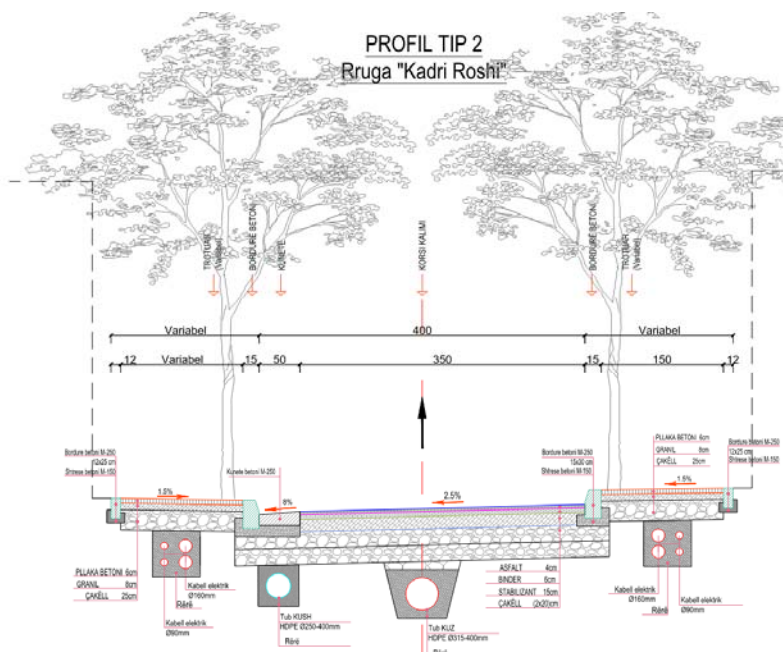 PROFIL TIP 2
Rruga "Kadri Roshi"
TROTUAR
(Variabel)
BORDURË BETONI
KUNETË
KORSI KALIMI
BORDURË BETONI
TROTUAR
(Variabel)
Variabel
400
Variabel
12
Variabel
15
50
350
15
150
12
Bordure betoni M-250
12x25 cm
Shtrese betoni M-150
1.5%
Kunete betoni M-250
6%
2.5%
Bordure betoni M-250
15x30 cm
Shtrese betoni M-150
PLLAKA BETONI 6cm
GRANIL 8cm
ÇAKËLL 25cm
Bordure betoni M-250
12x25 cm
Shtrese betoni M-150
1.5%
PLLAKA BETONI 6cm
GRANIL 8cm
ÇAKËLL 25cm
Kabell elektrik
Ø160mm
Rërë
Kabell elektrik
Ø90mm
Tub KUSH
HDPE Ø250-400mm
Rërë
Tub KUZ
HDPE Ø315-400mm
ASFALT 4cm
BINDER 6cm
STABILIZANT 15cm
ÇAKËLL (2x20)cm
Kabell elektrik
Ø160mm
Rërë
Kabell elektrik
Ø90mm